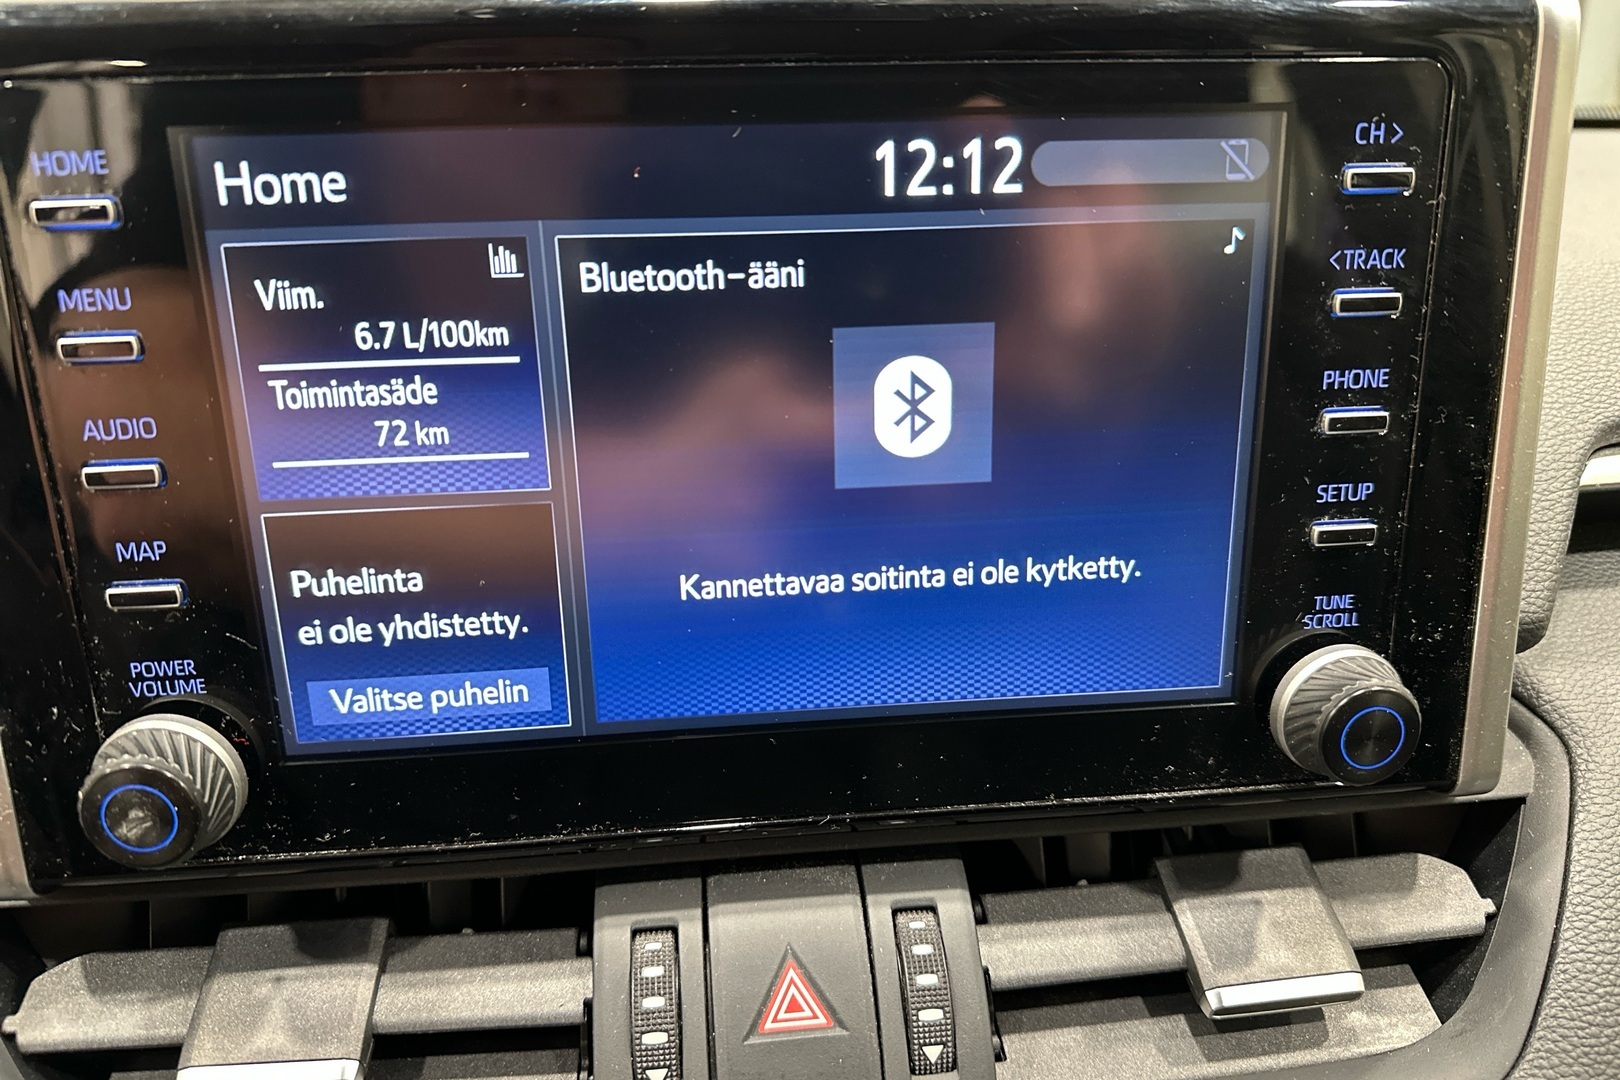 Home
12:12
Viim.
6.7 L/100km
Toimintasäde
72 km
Puhelinta
ei ole yhdistetty.
Valitse puhelin
Bluetooth-ääni
Kannettavaa soitinta ei ole kytketty.
HOME
MENU
AUDIO
MAP
POWER
VOLUME
CH>
<TRACK
PHONE
SETUP
TUNE
SCROLL